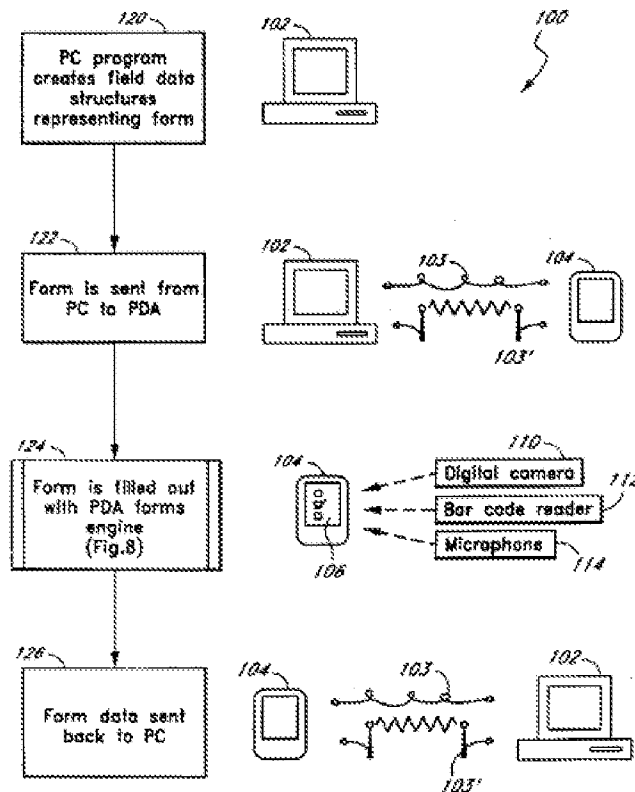 120
PC program
creates field data
structures
representing form
102
100
122
Form is sent from
PC to PDA
102
103
104
103'
124
Form is filled out
with PDA forms
engine
(Fig.8)
104
106
110
Digital camera
112
Bar code reader
Microphone
114
126
Form data sent
back to PC
104
103
102
103'